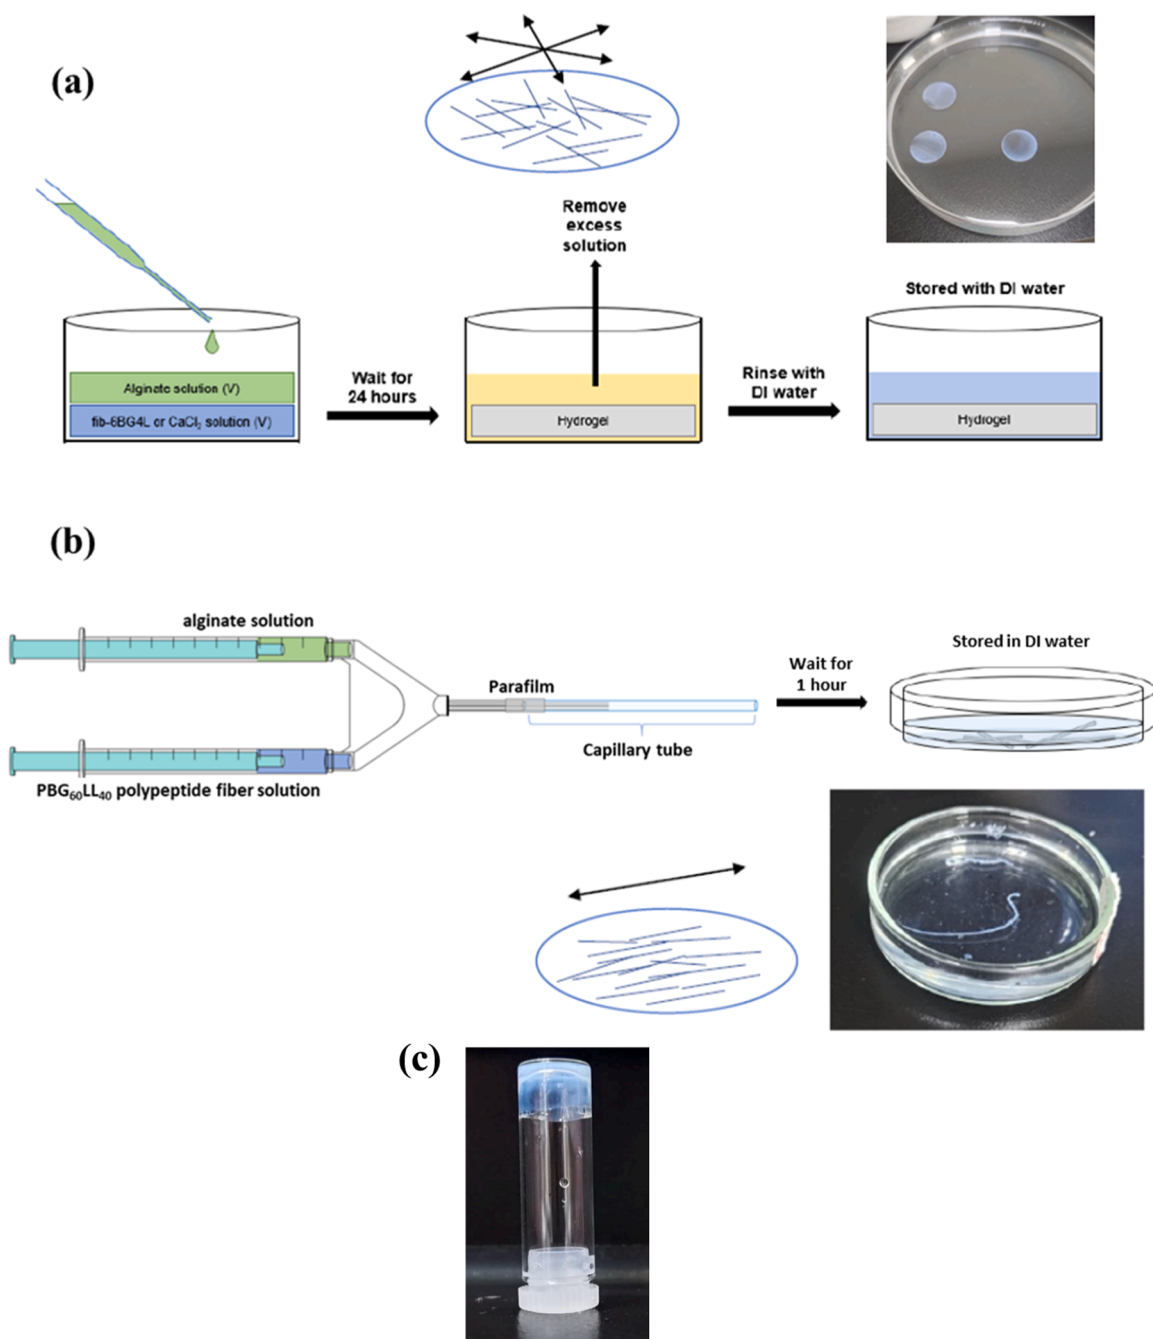 (a)
Remove
excess
solution
Stored with DI water
Alginate solution (V)
fib-6BG4L or CaCl₂ solution (V)
Wait for
24 hours
Hydrogel
Rinse with
DI water
Hydrogel
(b)
alginate solution
Parafilm
Capillary tube
PBG₆₀LL₄₀ polypeptide fiber solution
Wait for
1 hour
Stored in DI water
(c)